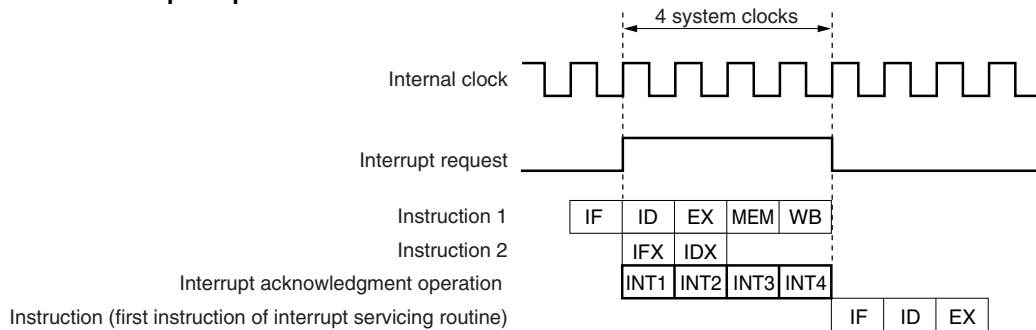 4 system clocks
Internal clock
Interrupt request
Instruction 1 IF ID EX MEM WB
Instruction 2 IFX IDX
Interrupt acknowledgment operation INT1 INT2 INT3 INT4
Instruction (first instruction of interrupt servicing routine) IF ID EX